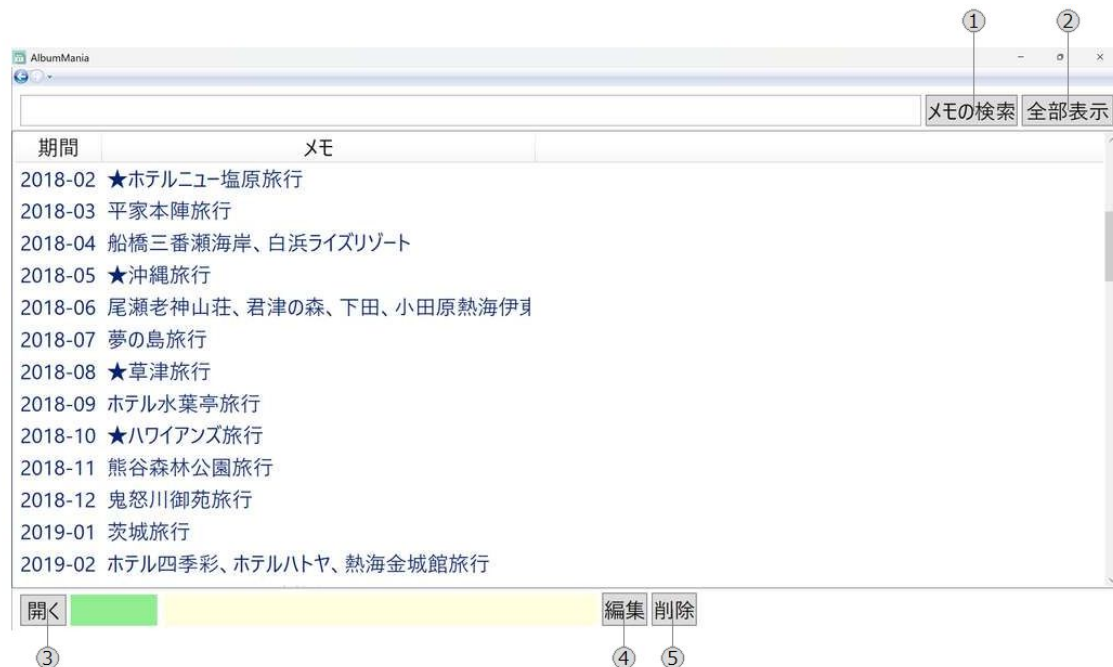 ① ②
AlbumMania
メモの検索 全部表示
期間 メモ
2018-02 ★ホテルニュー塩原旅行
2018-03 平家本陣旅行
2018-04 船橋三番瀬海岸、白浜ライズリゾート
2018-05 ★沖縄旅行
2018-06 尾瀬老神山荘、君津の森、下田、小田原熱海伊東
2018-07 夢の島旅行
2018-08 ★草津旅行
2018-09 ホテル水葉亭旅行
2018-10 ★ハワイアンズ旅行
2018-11 熊谷森林公園旅行
2018-12 鬼怒川御苑旅行
2019-01 茨城旅行
2019-02 ホテル四季彩、ホテルハトヤ、熱海金城館旅行
開く 編集 削除
③ ④ ⑤